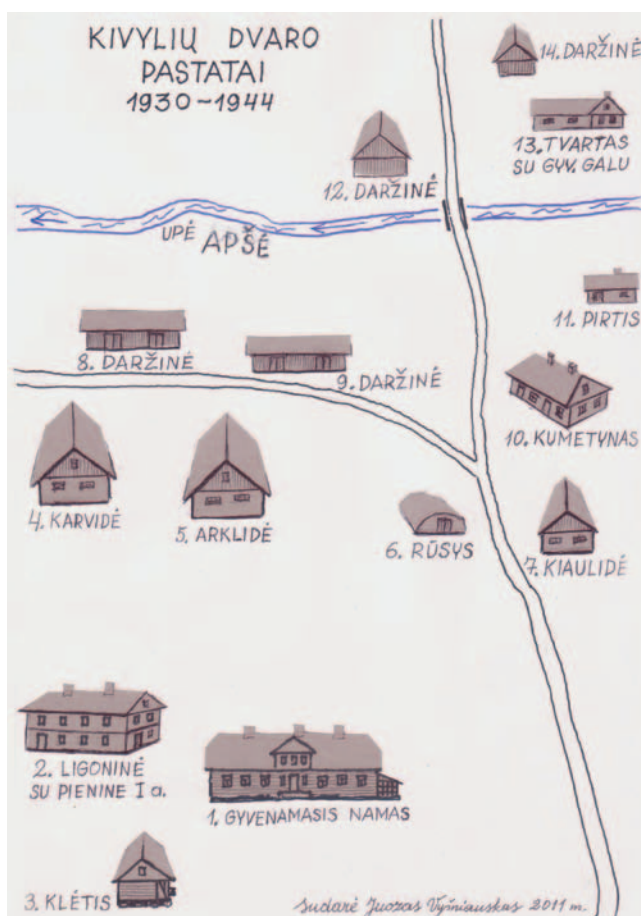 KIVYLIŲ DVARO
PASTATAI
1930-1944
14. DARŽINĖ
13. TVARTAS
SU GYV. GALU
12. DARŽINĖ
UPĖ APŠĖ
11. PIRTIS
8. DARŽINĖ
9. DARŽINĖ
10. KUMETYNAS
4. KARVIDĖ
5. ARKLIDĖ
6. RŪSYS
7. KIAULIDĖ
2. LIGONINĖ
SU PIENINE I a.
1. GYVENAMASIS NAMAS
3. KLĖTIS
Sudarė Juozas Vyšniauskas 2011 m.